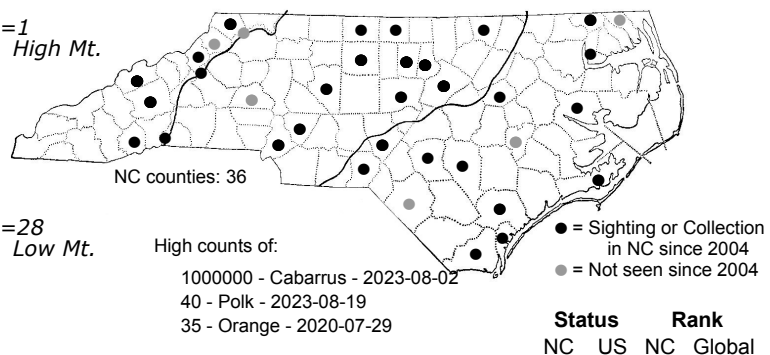 =1
High Mt.
NC counties: 36
=28
Low Mt.
High counts of:
1000000 - Cabarrus - 2023-08-02
40 - Polk - 2023-08-19
35 - Orange - 2020-07-29
● = Sighting or Collection
in NC since 2004
● = Not seen since 2004
Status Rank
NC US NC Global